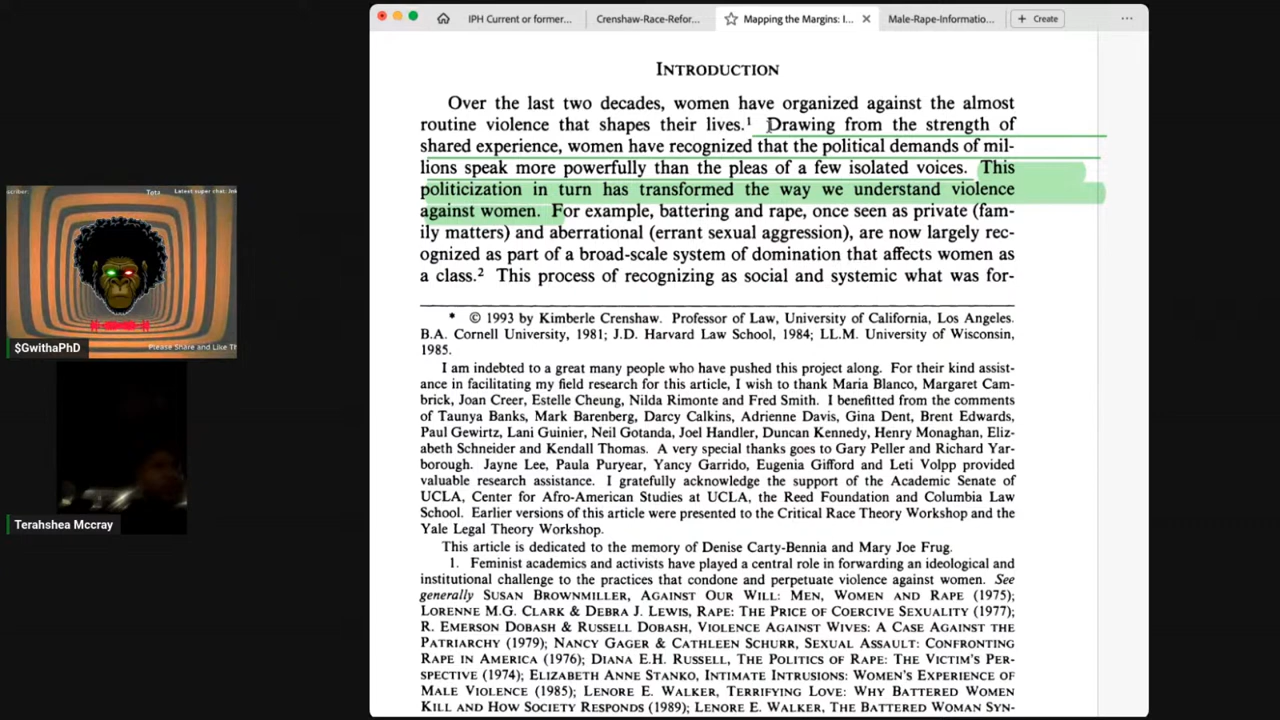 IPH Current or former...
Crenshaw-Race-Refor...
Mapping the Margins: I...
Male-Rape-Informatio...
+ Create
INTRODUCTION
Over the last two decades, women have organized against the almost
routine violence that shapes their lives.¹ Drawing from the strength of
shared experience, women have recognized that the political demands of mil-
lions speak more powerfully than the pleas of a few isolated voices. This
politicization in turn has transformed the way we understand violence
against women. For example, battering and rape, once seen as private (fam-
ily matters) and aberrational (errant sexual aggression), are now largely rec-
ognized as part of a broad-scale system of domination that affects women as
a class.² This process of recognizing as social and systemic what was for-
* © 1993 by Kimberle Crenshaw. Professor of Law, University of California, Los Angeles.
B.A. Cornell University, 1981; J.D. Harvard Law School, 1984; LL.M. University of Wisconsin,
1985.
I am indebted to a great many people who have pushed this project along. For their kind assist-
ance in facilitating my field research for this article, I wish to thank Maria Blanco, Margaret Cam-
brick, Joan Creer, Estelle Cheung, Nilda Rimonte and Fred Smith. I benefitted from the comments
of Taunya Banks, Mark Barenberg, Darcy Calkins, Adrienne Davis, Gina Dent, Brent Edwards,
Paul Gewirtz, Lani Guinier, Neil Gotanda, Joel Handler, Duncan Kennedy, Henry Monaghan, Eliz-
abeth Schneider and Kendall Thomas. A very special thanks goes to Gary Peller and Richard Yar-
borough. Jayne Lee, Paula Puryear, Yancy Garrido, Eugenia Gifford and Leti Volpp provided
valuable research assistance. I gratefully acknowledge the support of the Academic Senate of
UCLA, Center for Afro-American Studies at UCLA, the Reed Foundation and Columbia Law
School. Earlier versions of this article were presented to the Critical Race Theory Workshop and the
Yale Legal Theory Workshop.
This article is dedicated to the memory of Denise Carty-Bennia and Mary Joe Frug.
1. Feminist academics and activists have played a central role in forwarding an ideological and
institutional challenge to the practices that condone and perpetuate violence against women. See
generally SUSAN BROWNMILLER, AGAINST OUR WILL: MEN, WOMEN AND RAPE (1975);
LORENNE M.G. CLARK & DEBRA J. LEWIS, RAPE: THE PRICE OF COERCIVE SEXUALITY (1977);
R. EMERSON DOBASH & RUSSELL DOBASH, VIOLENCE AGAINST WIVES: A CASE AGAINST THE
PATRIARCHY (1979); NANCY GAGER & CATHLEEN SCHURR, SEXUAL ASSAULT: CONFRONTING
RAPE IN AMERICA (1976); DIANA E.H. RUSSELL, THE POLITICS OF RAPE: THE VICTIM'S PER-
SPECTIVE (1974); ELIZABETH ANNE STANKO, INTIMATE INTRUSIONS: WOMEN'S EXPERIENCE OF
MALE VIOLENCE (1985); LENORE E. WALKER, TERRIFYING LOVE: WHY BATTERED WOMEN
KILL AND HOW SOCIETY RESPONDS (1989); LENORE E. WALKER, THE BATTERED WOMAN SYN-
scriber
Tots
Latest super chat:
Please Share and Like Th
$GwithaPhD
Terahshea Mccray